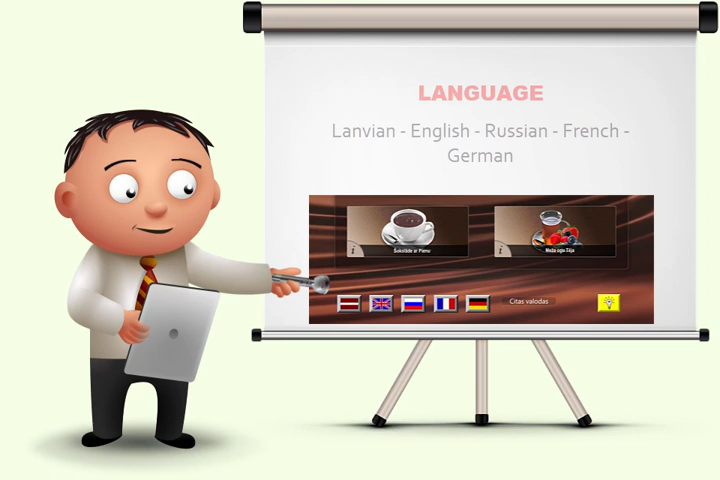 LANGUAGE
Lanvian - English - Russian - French -
German
i
Šokolāde ar Pienu
i
Meža ogu tēja
Citas valodas